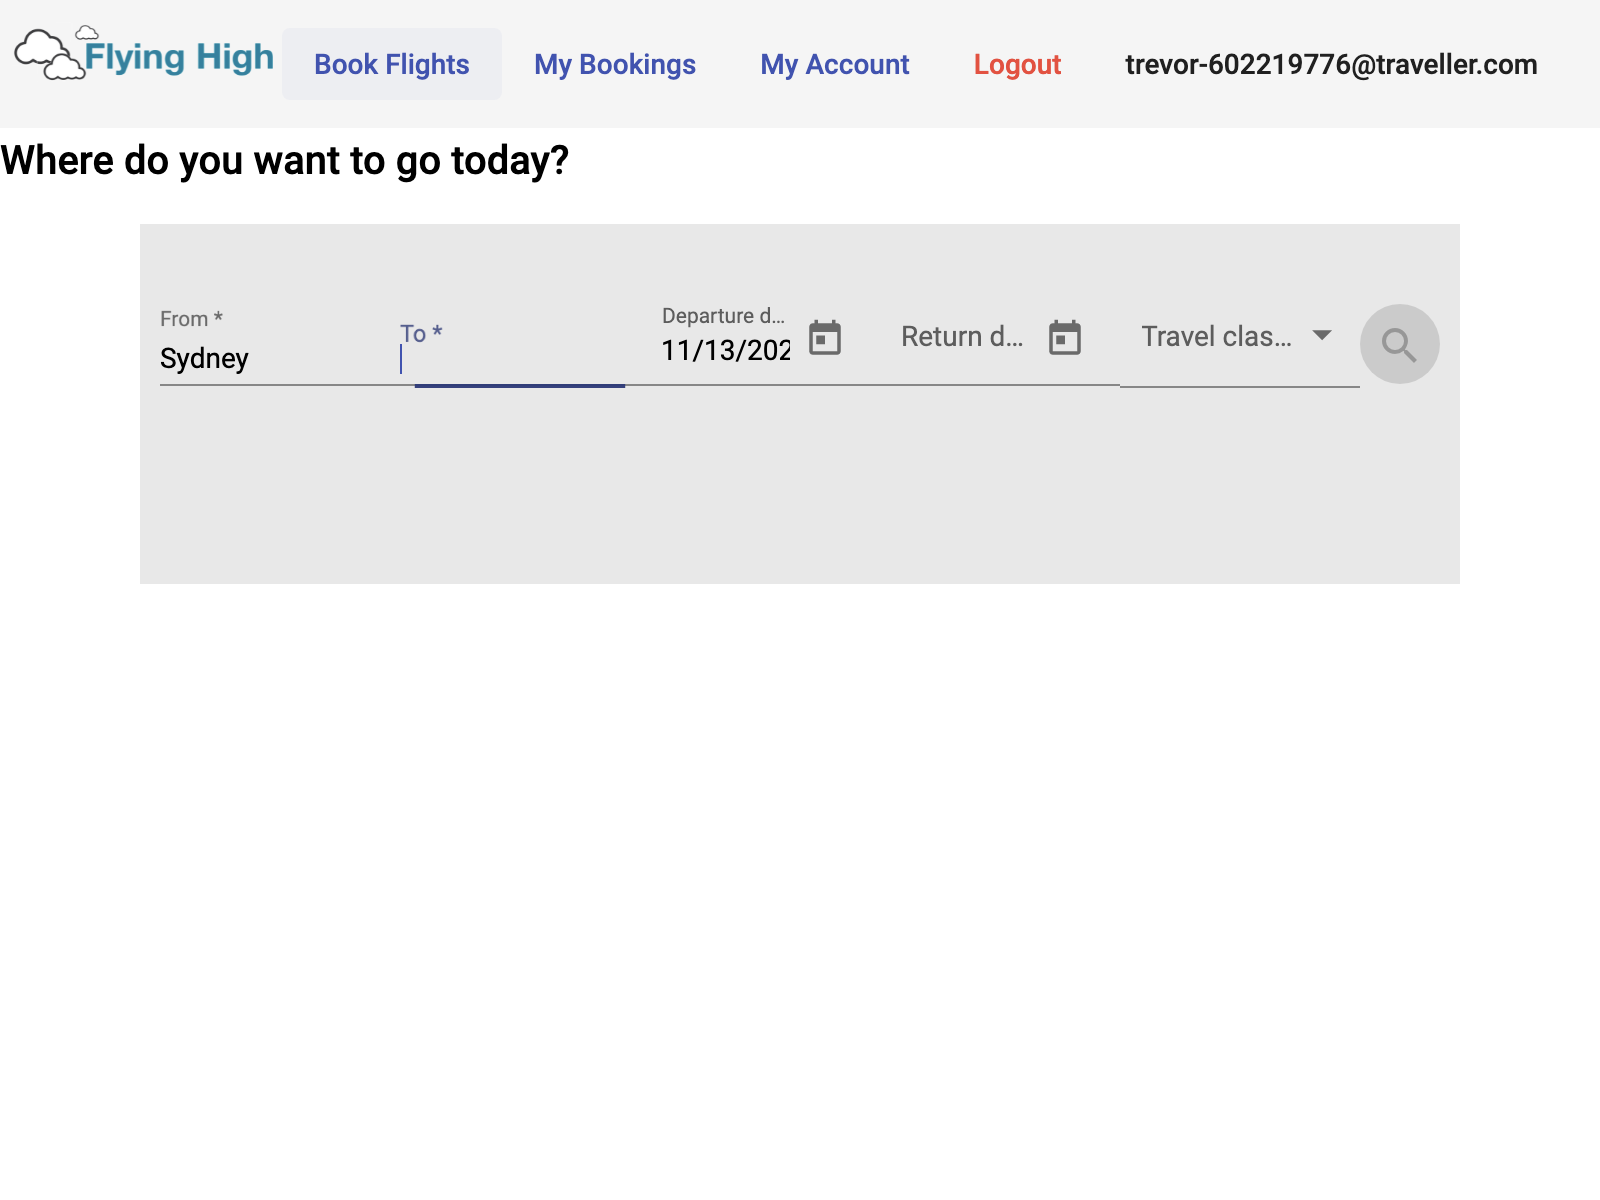 Flying High
Book Flights
My Bookings
My Account
Logout
trevor-602219776@traveller.com
Where do you want to go today?
From *
Sydney
To *
Departure d…
11/13/202
Return d…
Travel clas…